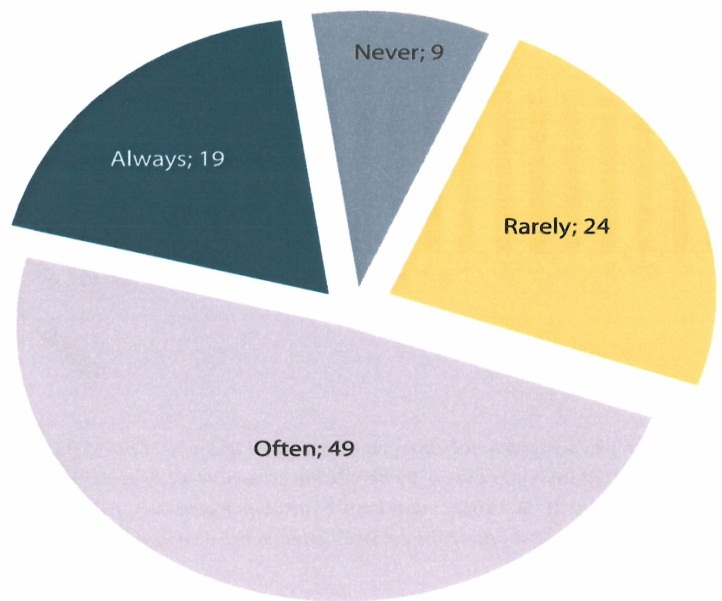 Never; 9
Always; 19
Rarely; 24
Often; 49